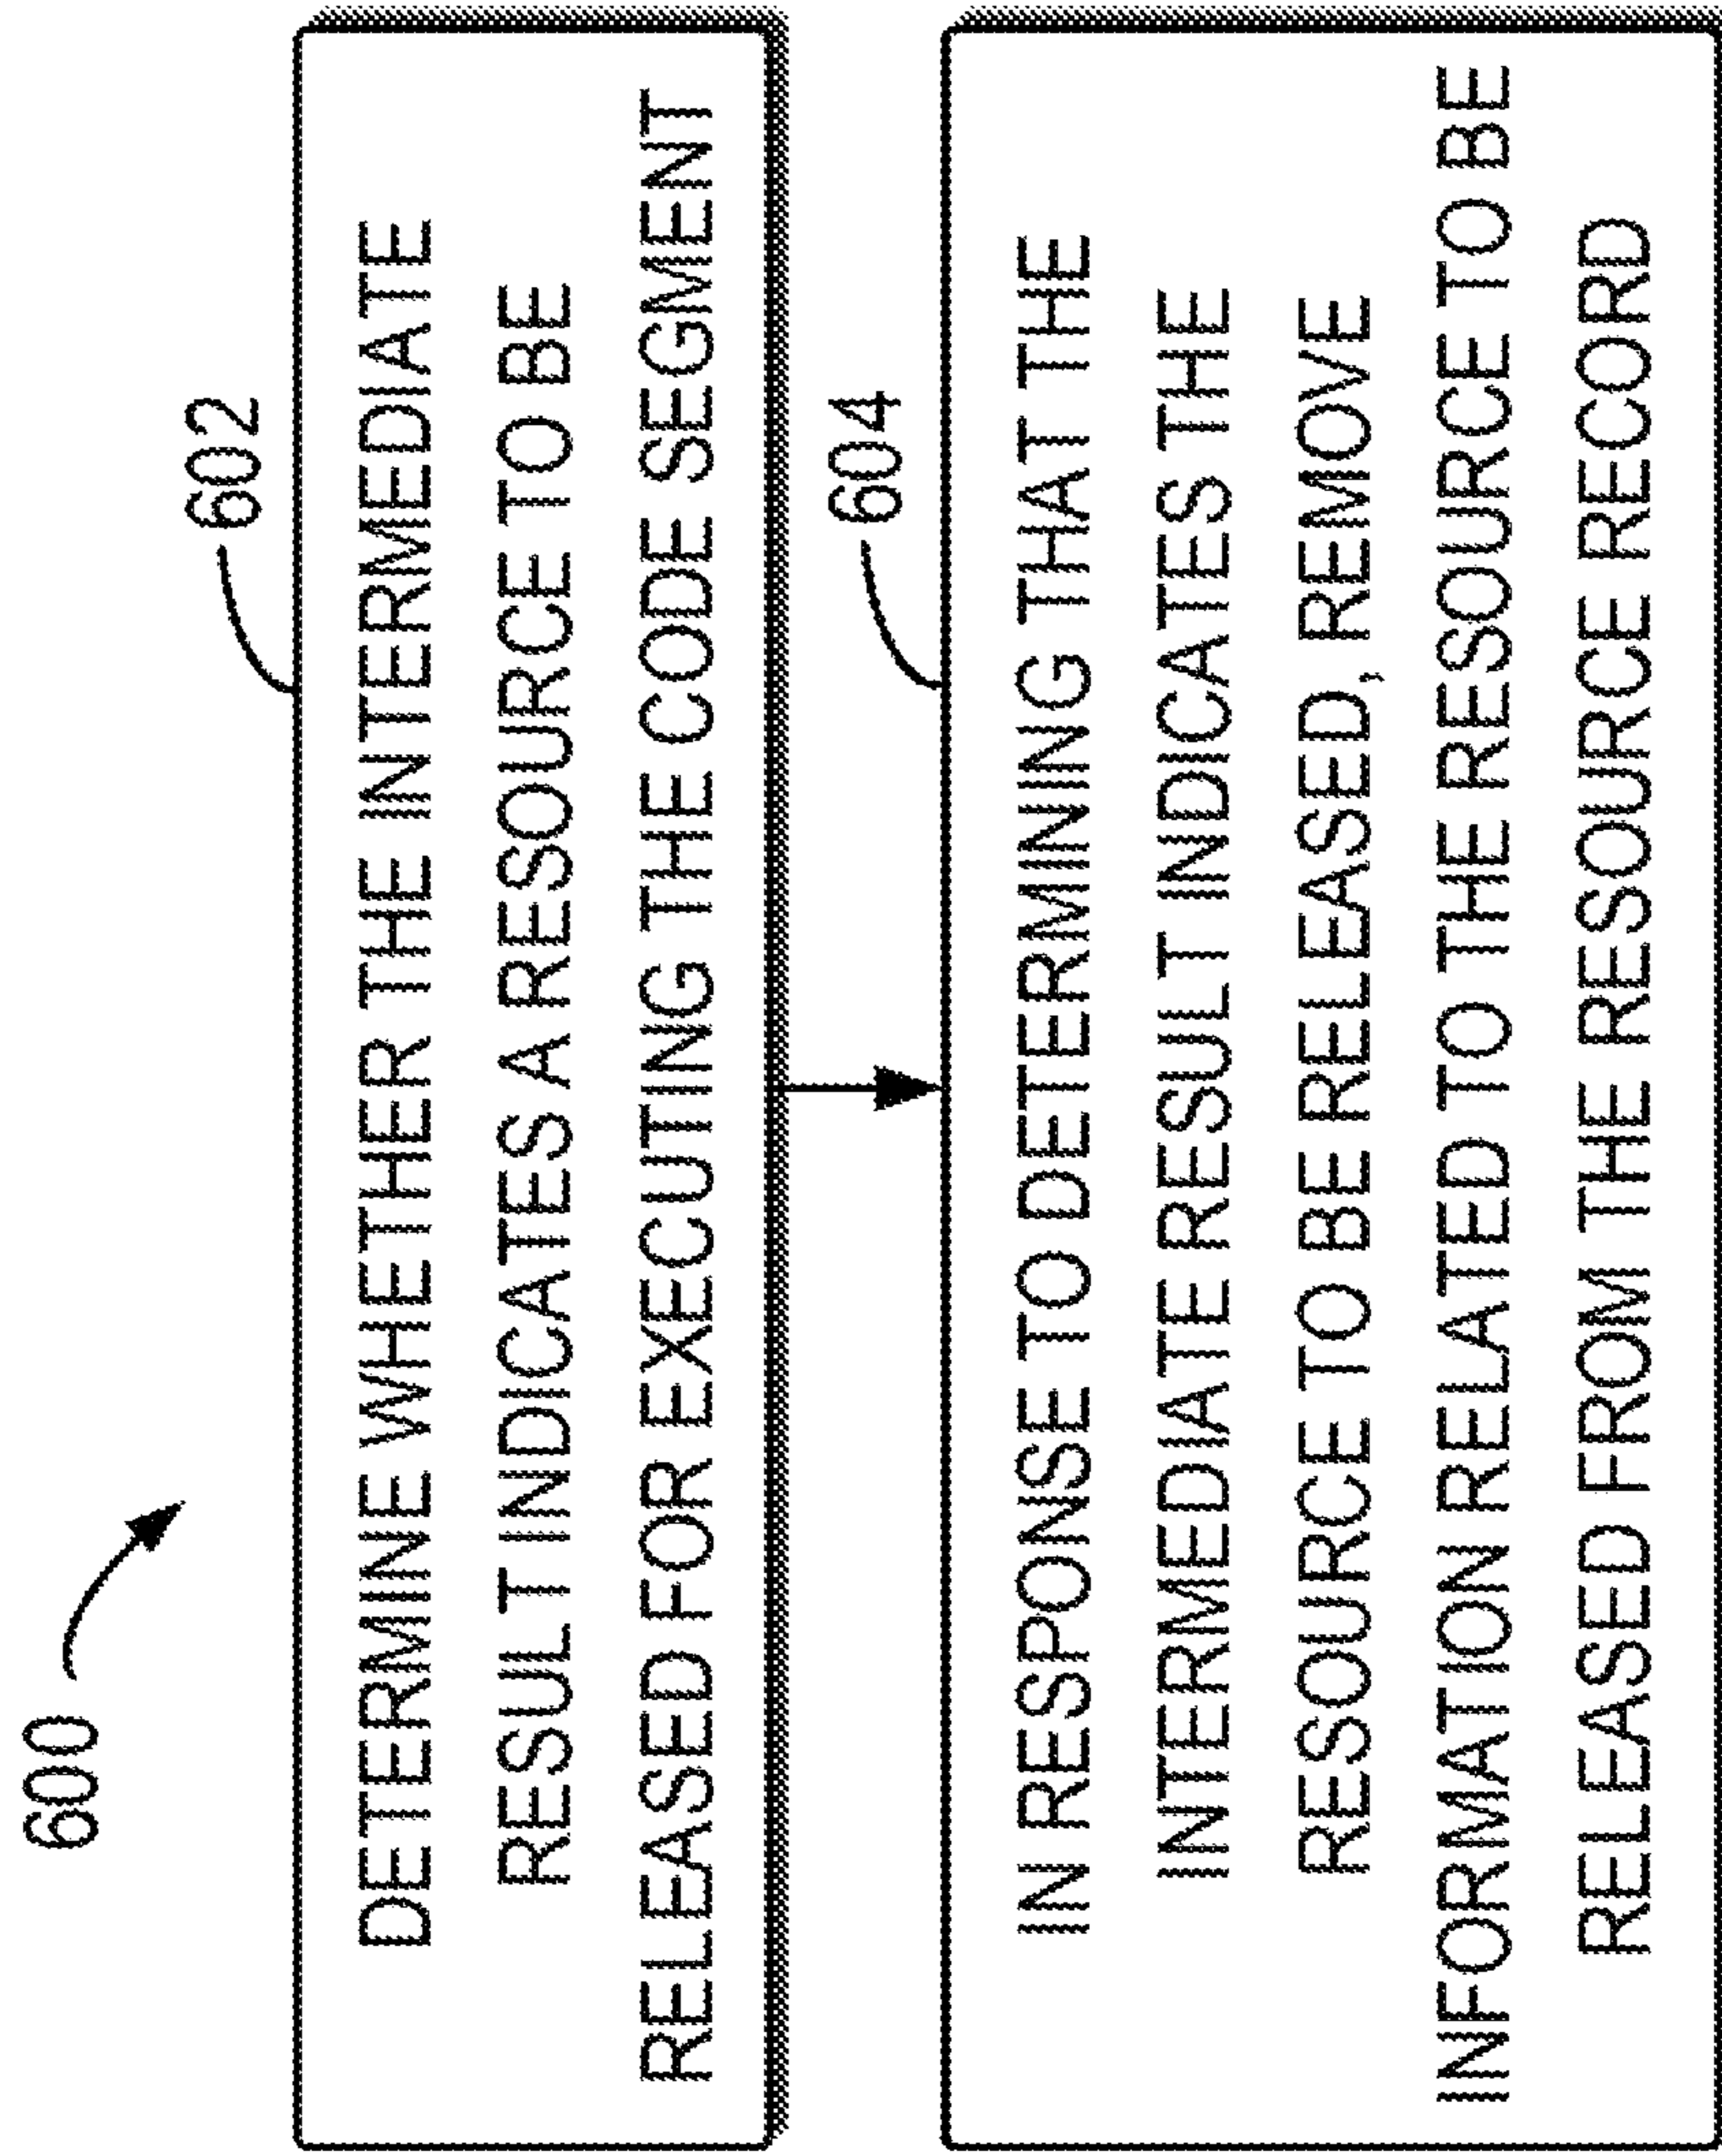 600
602
DETERMINE WHETHER THE INTERMEDIATE
RESULT INDICATES A RESOURCE TO BE
RELEASED FOR EXECUTING THE CODE SEGMENT
604
IN RESPONSE TO DETERMINING THAT THE
INTERMEDIATE RESULT INDICATES THE
RESOURCE TO BE RELEASED, REMOVE
INFORMATION RELATED TO THE RESOURCE TO BE
RELEASED FROM THE RESOURCE RECORD